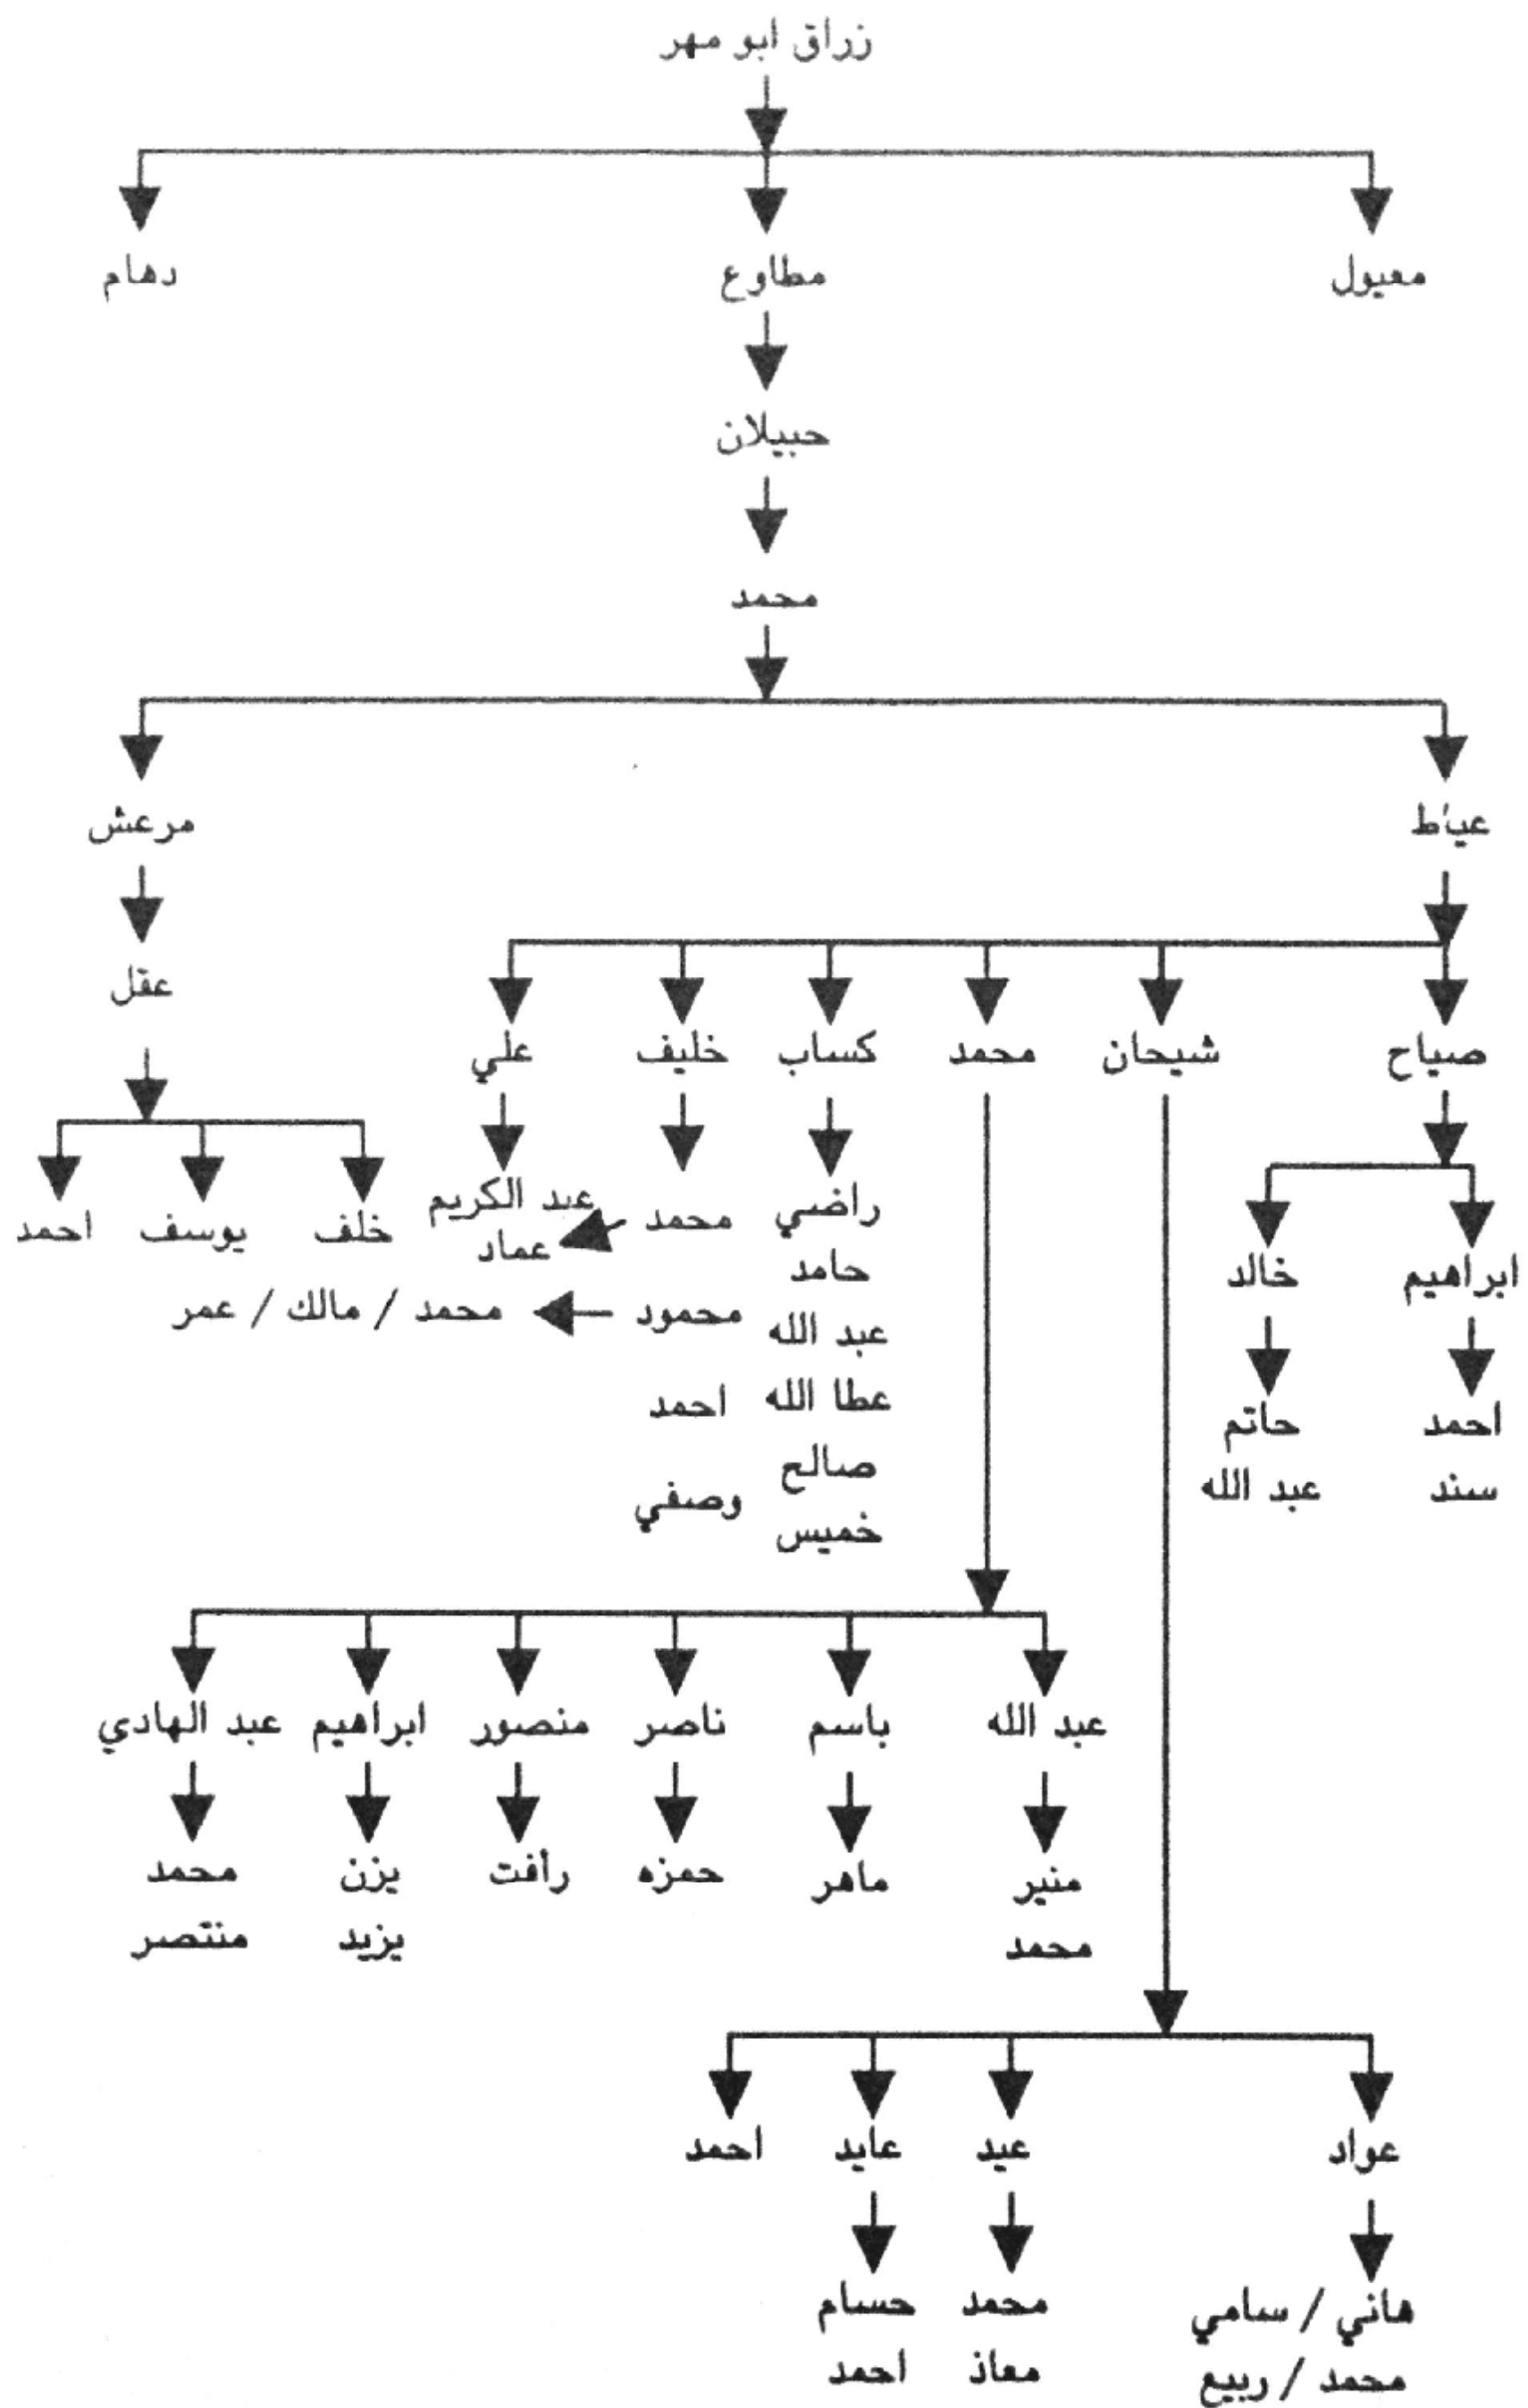 زراق ابو مهر
معيول مطاوع دهام
حبيلان
محمد
عياط مرعش
عقل
صياح شيحان محمد كساب خليف علي
خلف يوسف احمد
ابراهيم خالد
احمد
سند
حاتم
عبد الله
راضي
حامد
عبد الله
عطا الله
صالح
خميس
محمد عماد
محمود محمد / مالك / عمر
احمد
وصفي
عبد الكريم
عبد الله باسم ناصر منصور ابراهيم عبد الهادي
منير ماهر حمزه رأفت يزن محمد
محمد يزيد منتصر
عواد عيد عايد احمد
هاني / سامي محمد حسام
محمد / ربيع معاذ احمد